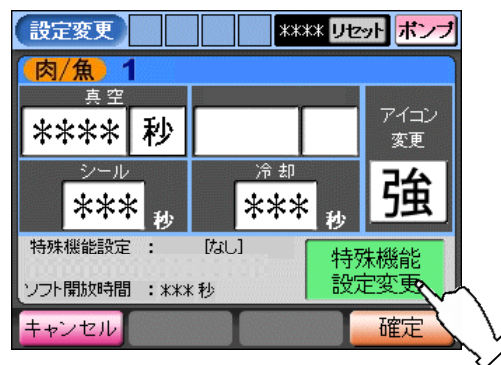 設定変更 **** リセット ポンプ
肉/魚 1
真空
**** 秒
アイコン
変更
シール 冷却
*** 秒 *** 秒 強
特殊機能設定 : [なし]
ソフト開放時間 : *** 秒
特殊機能
設定変更
キャンセル 確定